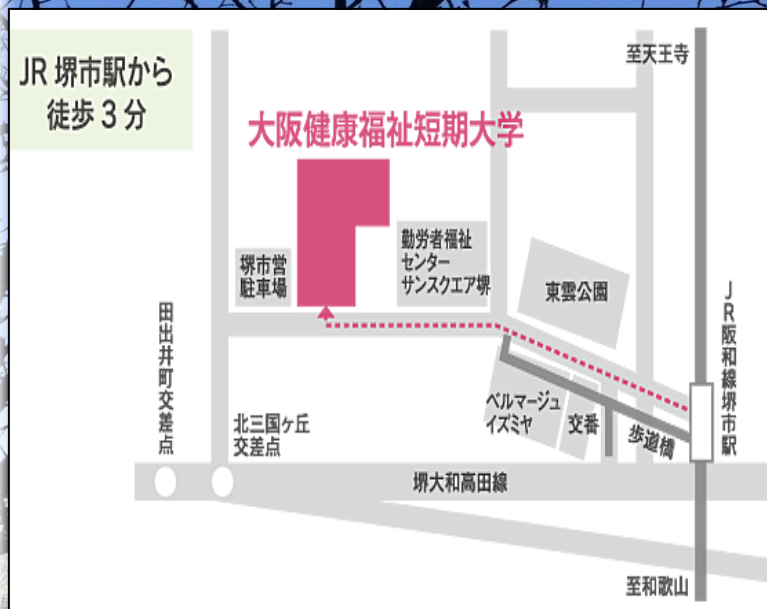 JR 堺市駅から
徒歩 3 分
至天王寺
大阪健康福祉短期大学
堺市営
駐車場
勤労者福祉
センター
サンスクエア堺
東雲公園
JR阪和線堺市駅
田出井町交差点
北三国ヶ丘
交差点
ベルマージュ
イズミヤ
交番
歩道橋
堺大和高田線
至和歌山